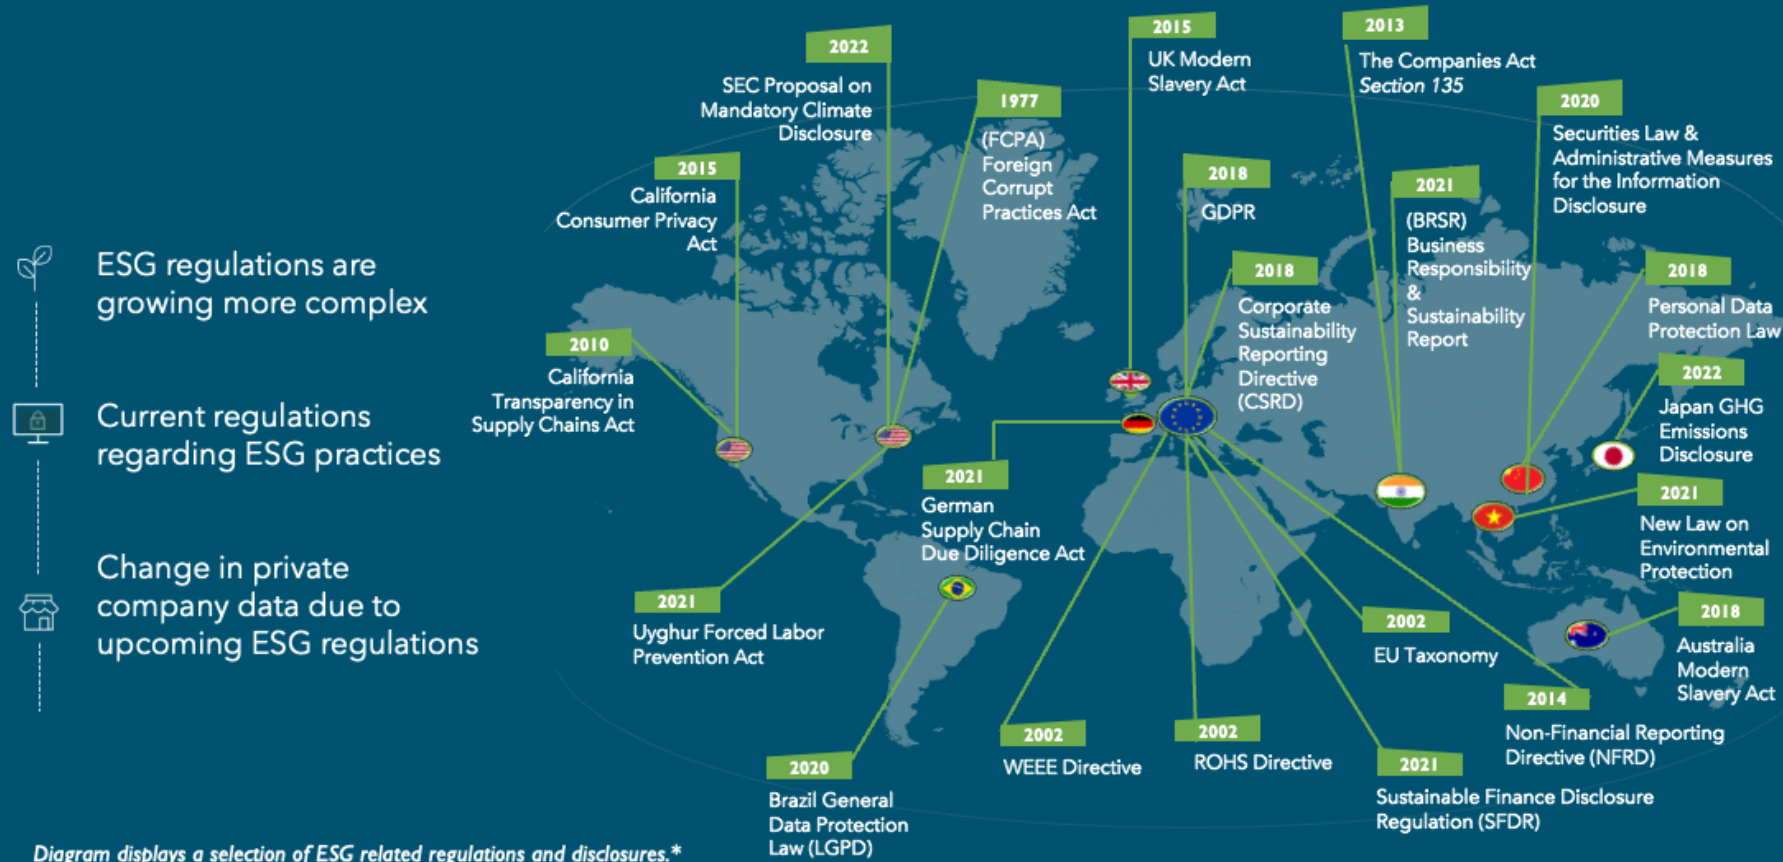 ESG regulations are
growing more complex
Current regulations
regarding ESG practices
Change in private
company data due to
upcoming ESG regulations
2022
SEC Proposal on
Mandatory Climate
Disclosure
1977
(FCPA)
Foreign
Corrupt
Practices Act
2015
UK Modern
Slavery Act
2013
The Companies Act
Section 135
2020
Securities Law &
Administrative Measures
for the Information
Disclosure
2015
California
Consumer Privacy
Act
2018
GDPR
2021
(BRSR)
Business
Responsibility
&
Sustainability
Report
2018
Corporate
Sustainability
Reporting
Directive
(CSRD)
2018
Personal Data
Protection Law
2010
California
Transparency in
Supply Chains Act
2022
Japan GHG
Emissions
Disclosure
2021
German
Supply Chain
Due Diligence Act
2021
New Law on
Environmental
Protection
2021
Uyghur Forced Labor
Prevention Act
2002
EU Taxonomy
2018
Australia
Modern
Slavery Act
2014
Non-Financial Reporting
Directive (NFRD)
2002
WEEE Directive
2002
ROHS Directive
2021
Sustainable Finance Disclosure
Regulation (SFDR)
2020
Brazil General
Data Protection
Law (LGPD)
Diagram displays a selection of ESG related regulations and disclosures.*